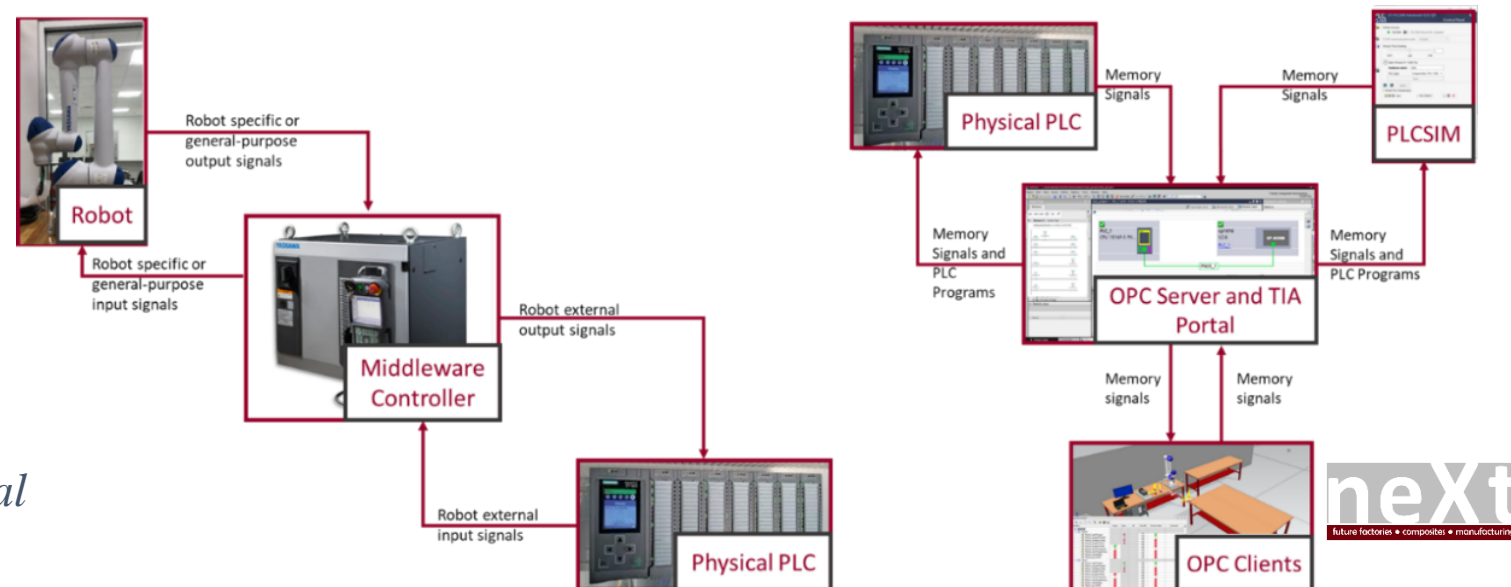 Robot specific or
general-purpose
output signals
Robot
Robot specific or
general-purpose
input signals
Middleware
Controller
Robot external
output signals
Robot external
input signals
Physical PLC
al
Physical PLC
Memory
Signals
Memory
Signals
PLCSIM
Memory
Signals and
PLC
Programs
Memory
Signals and
PLC Programs
OPC Server and TIA
Portal
Memory
signals
Memory
signals
OPC Clients
neXt
future factories • composites • manufacturing